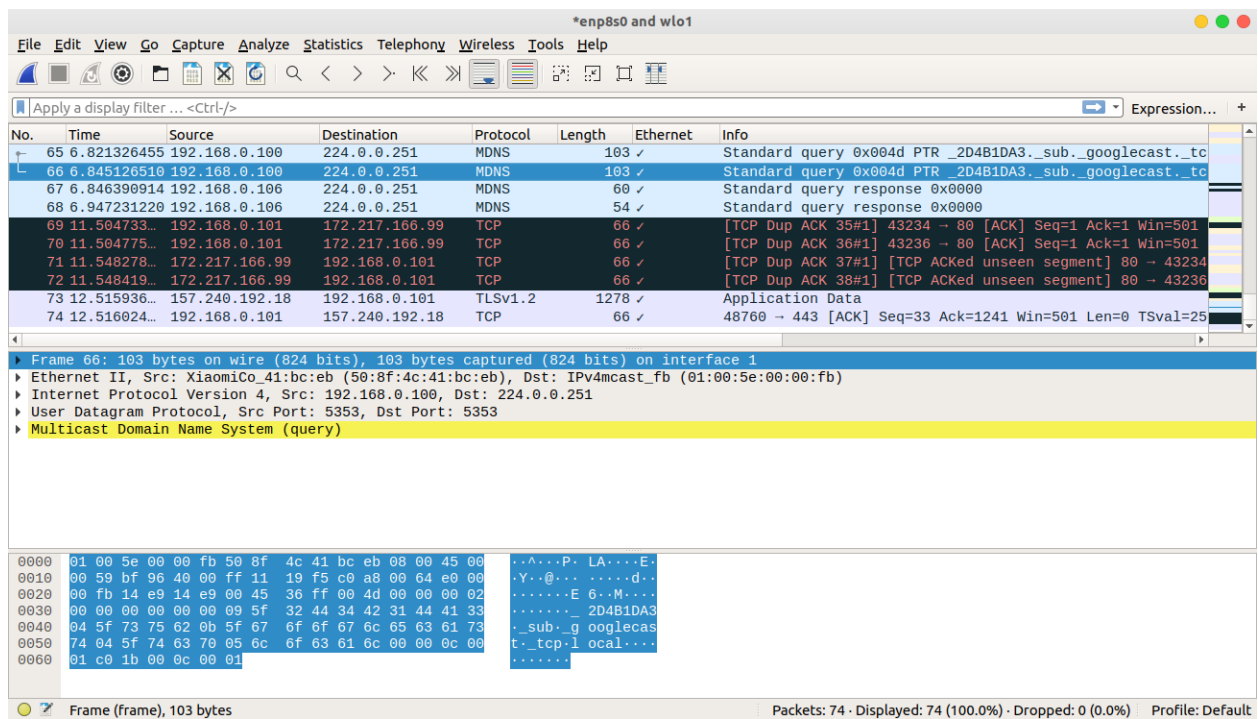 *enp8s0 and wlo1
File Edit View Go Capture Analyze Statistics Telephony Wireless Tools Help
Apply a display filter … <Ctrl-/> Expression… +
No. Time Source Destination Protocol Length Ethernet Info
65 6.821326455 192.168.0.100 224.0.0.251 MDNS 103 ✓ Standard query 0x004d PTR _2D4B1DA3._sub._googlecast._tc
66 6.845126510 192.168.0.100 224.0.0.251 MDNS 103 ✓ Standard query 0x004d PTR _2D4B1DA3._sub._googlecast._tc
67 6.846390914 192.168.0.106 224.0.0.251 MDNS 60 ✓ Standard query response 0x0000
68 6.947231220 192.168.0.106 224.0.0.251 MDNS 54 ✓ Standard query response 0x0000
69 11.504733… 192.168.0.101 172.217.166.99 TCP 66 ✓ [TCP Dup ACK 35#1] 43234 → 80 [ACK] Seq=1 Ack=1 Win=501
70 11.504775… 192.168.0.101 172.217.166.99 TCP 66 ✓ [TCP Dup ACK 36#1] 43236 → 80 [ACK] Seq=1 Ack=1 Win=501
71 11.548278… 172.217.166.99 192.168.0.101 TCP 66 ✓ [TCP Dup ACK 37#1] [TCP ACKed unseen segment] 80 → 43234
72 11.548419… 172.217.166.99 192.168.0.101 TCP 66 ✓ [TCP Dup ACK 38#1] [TCP ACKed unseen segment] 80 → 43236
73 12.515936… 157.240.192.18 192.168.0.101 TLSv1.2 1278 ✓ Application Data
74 12.516024… 192.168.0.101 157.240.192.18 TCP 66 ✓ 48760 → 443 [ACK] Seq=33 Ack=1241 Win=501 Len=0 TSval=25
Frame 66: 103 bytes on wire (824 bits), 103 bytes captured (824 bits) on interface 1
Ethernet II, Src: XiaomiCo_41:bc:eb (50:8f:4c:41:bc:eb), Dst: IPv4mcast_fb (01:00:5e:00:00:fb)
Internet Protocol Version 4, Src: 192.168.0.100, Dst: 224.0.0.251
User Datagram Protocol, Src Port: 5353, Dst Port: 5353
Multicast Domain Name System (query)
0000 01 00 5e 00 00 fb 50 8f 4c 41 bc eb 08 00 45 00 ··^···P· LA····E·
0010 00 59 bf 96 40 00 ff 11 19 f5 c0 a8 00 64 e0 00 ·Y··@··· ·····d··
0020 00 fb 14 e9 14 e9 00 45 36 ff 00 4d 00 00 00 02 ·······E 6··M····
0030 00 00 00 00 00 00 09 5f 32 44 34 42 31 44 41 33 ·······_ 2D4B1DA3
0040 04 5f 73 75 62 0b 5f 67 6f 6f 67 6c 65 63 61 73 ·_sub·_g ooglecas
0050 74 04 5f 74 63 70 05 6c 6f 63 61 6c 00 00 0c 00 t·_tcp·l ocal····
0060 01 c0 1b 00 0c 00 01 ·······
Frame (frame), 103 bytes Packets: 74 · Displayed: 74 (100.0%) · Dropped: 0 (0.0%) Profile: Default